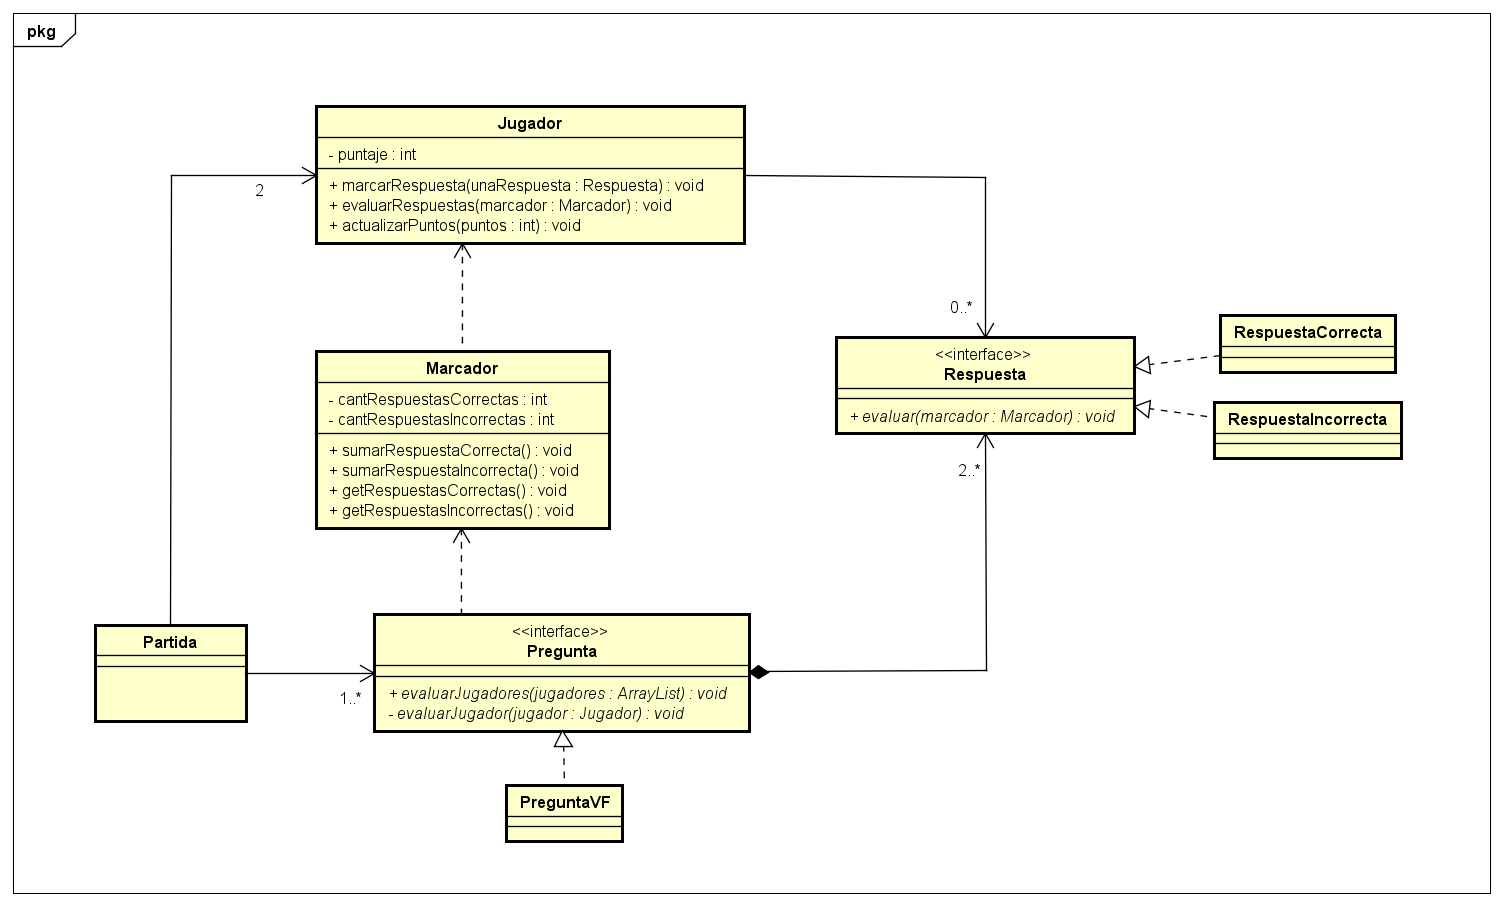 pkg
Jugador
- puntaje : int
+ marcarRespuesta(unaRespuesta : Respuesta) : void
+ evaluarRespuestas(marcador : Marcador) : void
+ actualizarPuntos(puntos : int) : void
2
0..*
<<interface>>
Respuesta
+ evaluar(marcador : Marcador) : void
RespuestaCorrecta
RespuestaIncorrecta
Marcador
- cantRespuestasCorrectas : int
- cantRespuestasIncorrectas : int
+ sumarRespuestaCorrecta() : void
+ sumarRespuestaIncorrecta() : void
+ getRespuestasCorrectas() : void
+ getRespuestasIncorrectas() : void
2..*
Partida
1..*
<<interface>>
Pregunta
+ evaluarJugadores(jugadores : ArrayList) : void
- evaluarJugador(jugador : Jugador) : void
PreguntaVF